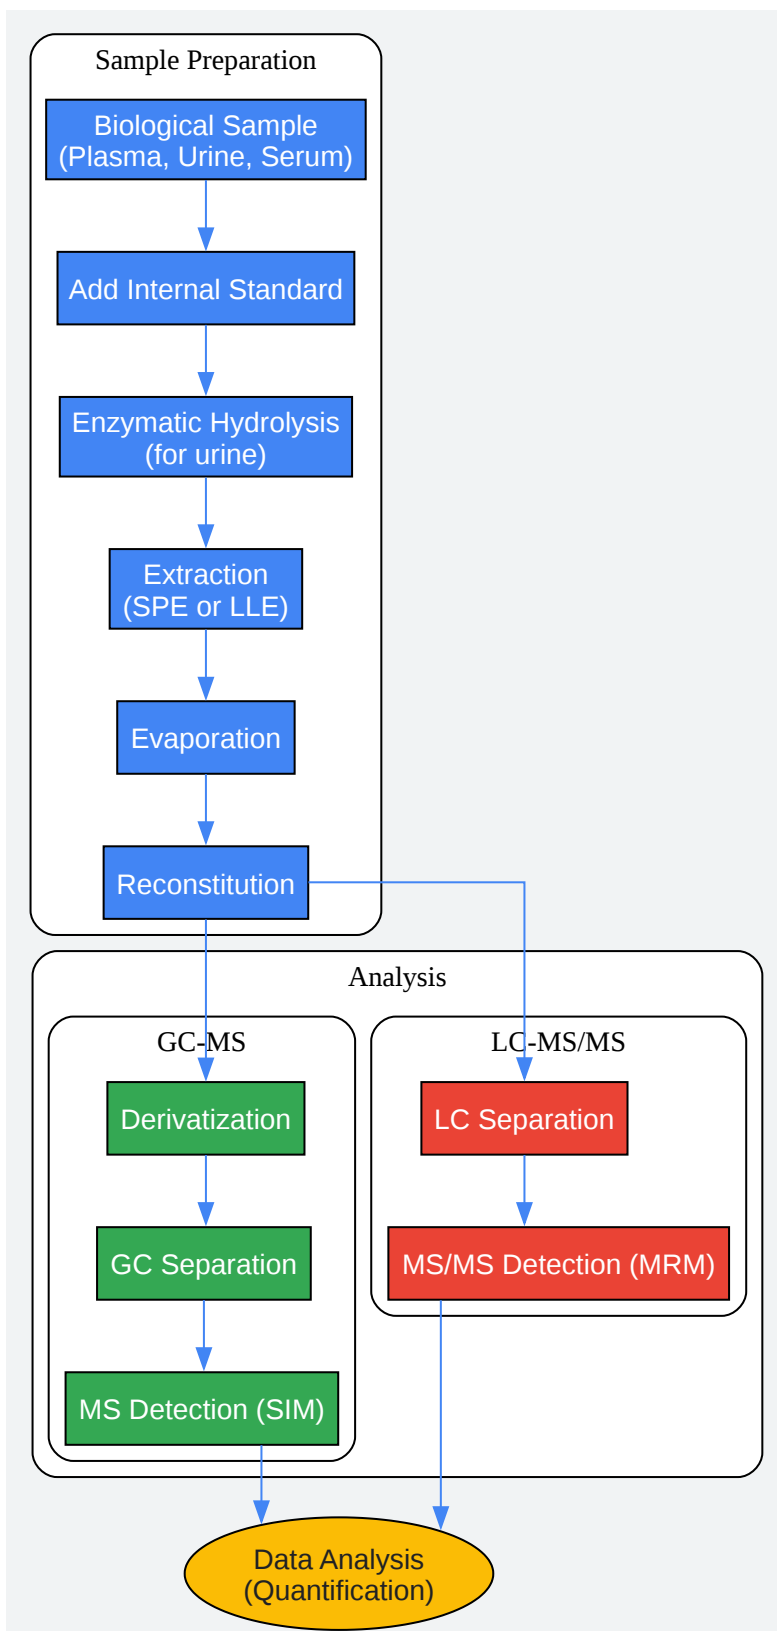 Sample Preparation
Biological Sample
(Plasma, Urine, Serum)
Add Internal Standard
Enzymatic Hydrolysis
(for urine)
Extraction
(SPE or LLE)
Evaporation
Reconstitution
Analysis
GC-MS
Derivatization
GC Separation
MS Detection (SIM)
LC-MS/MS
LC Separation
MS/MS Detection (MRM)
Data Analysis
(Quantification)